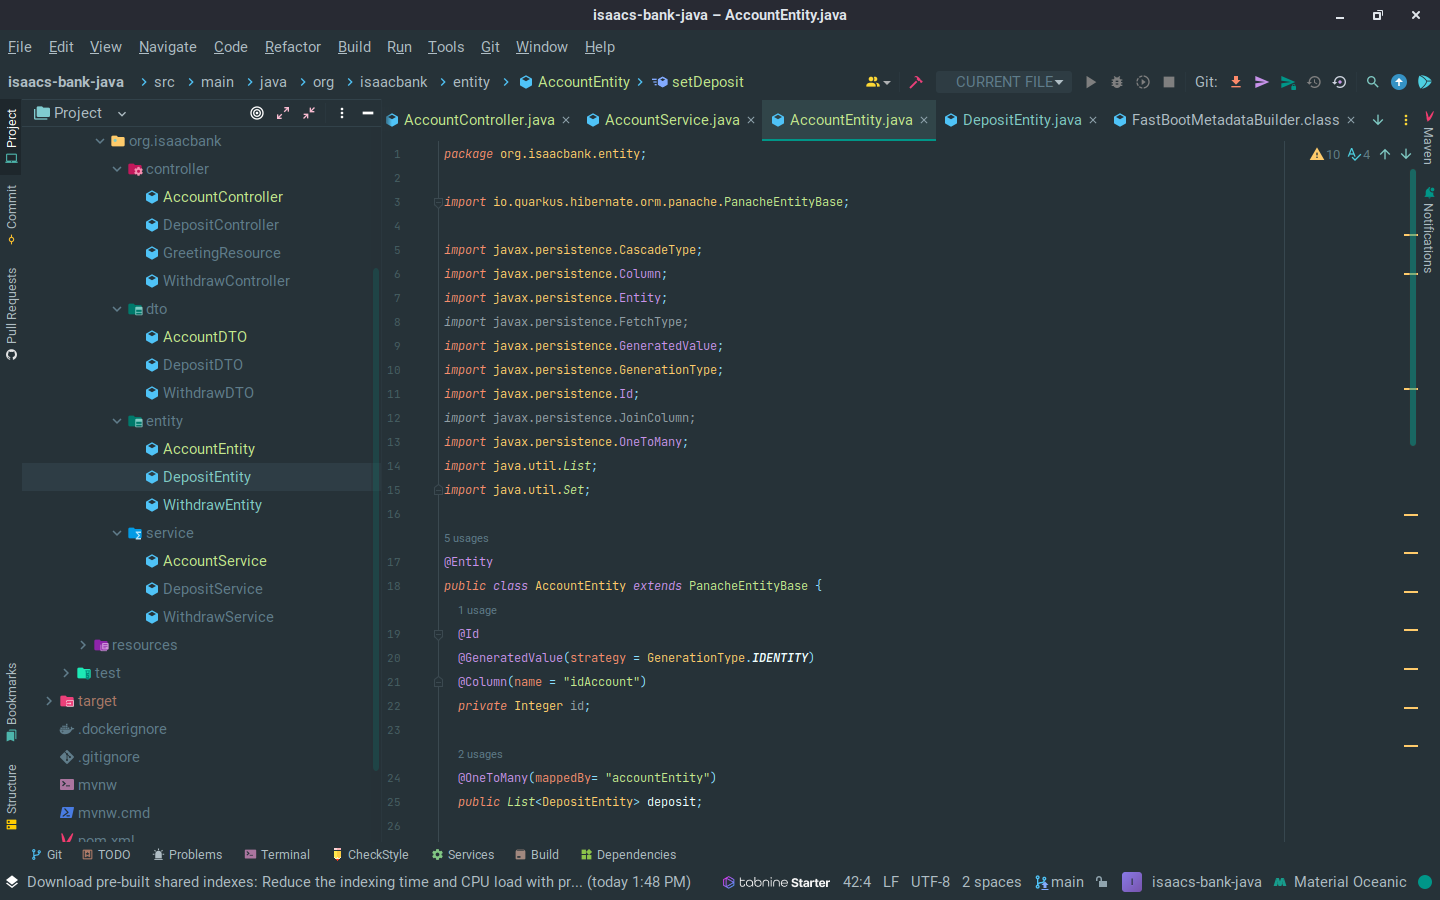 isaacs-bank-java – AccountEntity.java
File Edit View Navigate Code Refactor Build Run Tools Git Window Help
isaacs-bank-java src main java org isaacbank entity AccountEntity setDeposit CURRENT FILE Git:
Project
AccountController.java AccountService.java AccountEntity.java DepositEntity.java FastBootMetadataBuilder.class
Project
Commit
Pull Requests
Bookmarks
Structure
org.isaacbank
controller
AccountController
DepositController
GreetingResource
WithdrawController
dto
AccountDTO
DepositDTO
WithdrawDTO
entity
AccountEntity
DepositEntity
WithdrawEntity
service
AccountService
DepositService
WithdrawService
resources
test
target
.dockerignore
.gitignore
mvnw
mvnw.cmd
pom.xml
10 4
1 package org.isaacbank.entity;
2
3 import io.quarkus.hibernate.orm.panache.PanacheEntityBase;
4
5 import javax.persistence.CascadeType;
6 import javax.persistence.Column;
7 import javax.persistence.Entity;
8 import javax.persistence.FetchType;
9 import javax.persistence.GeneratedValue;
10 import javax.persistence.GenerationType;
11 import javax.persistence.Id;
12 import javax.persistence.JoinColumn;
13 import javax.persistence.OneToMany;
14 import java.util.List;
15 import java.util.Set;
16
5 usages
17 @Entity
18 public class AccountEntity extends PanacheEntityBase {
1 usage
19 @Id
20 @GeneratedValue(strategy = GenerationType.IDENTITY)
21 @Column(name = "idAccount")
22 private Integer id;
23
2 usages
24 @OneToMany(mappedBy= "accountEntity")
25 public List<DepositEntity> deposit;
26
Maven
Notifications
Git TODO Problems Terminal CheckStyle Services Build Dependencies
Download pre-built shared indexes: Reduce the indexing time and CPU load with pr... (today 1:48 PM) tabnine Starter 42:4 LF UTF-8 2 spaces main I isaacs-bank-java Material Oceanic